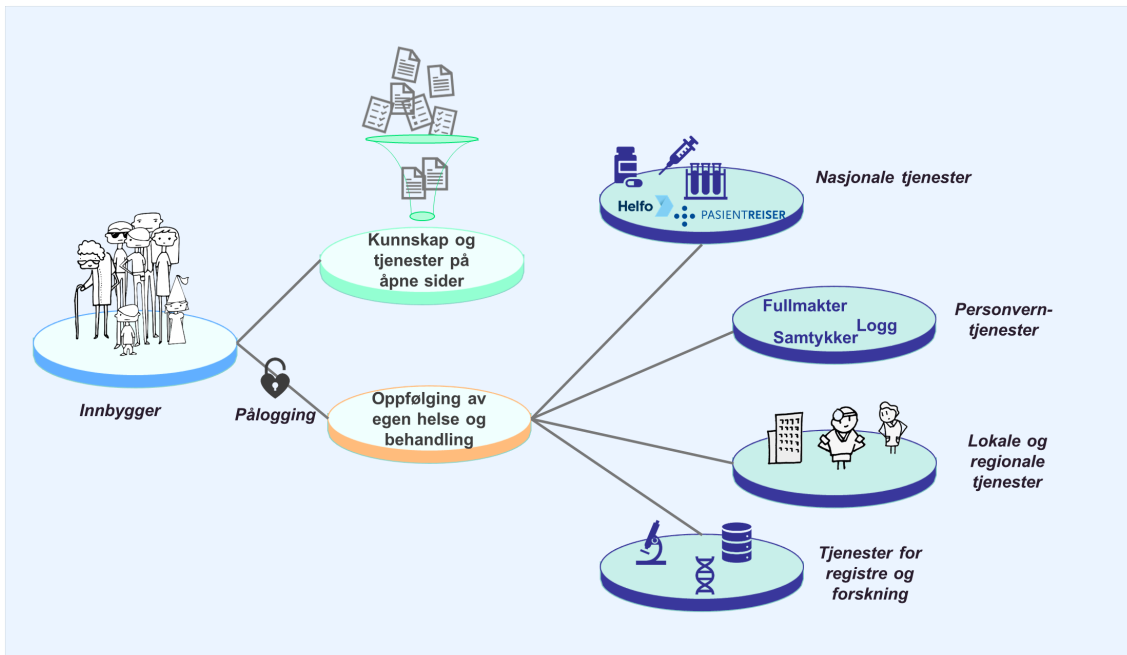 Kunnskap og
tjenester på
åpne sider
Innbygger
Pålogging
Oppfølging av
egen helse og
behandling
Helfo
PASIENTREISER
Nasjonale tjenester
Fullmakter
Logg
Samtykker
Personvern-
tjenester
Lokale og
regionale
tjenester
Tjenester for
registre og
forskning